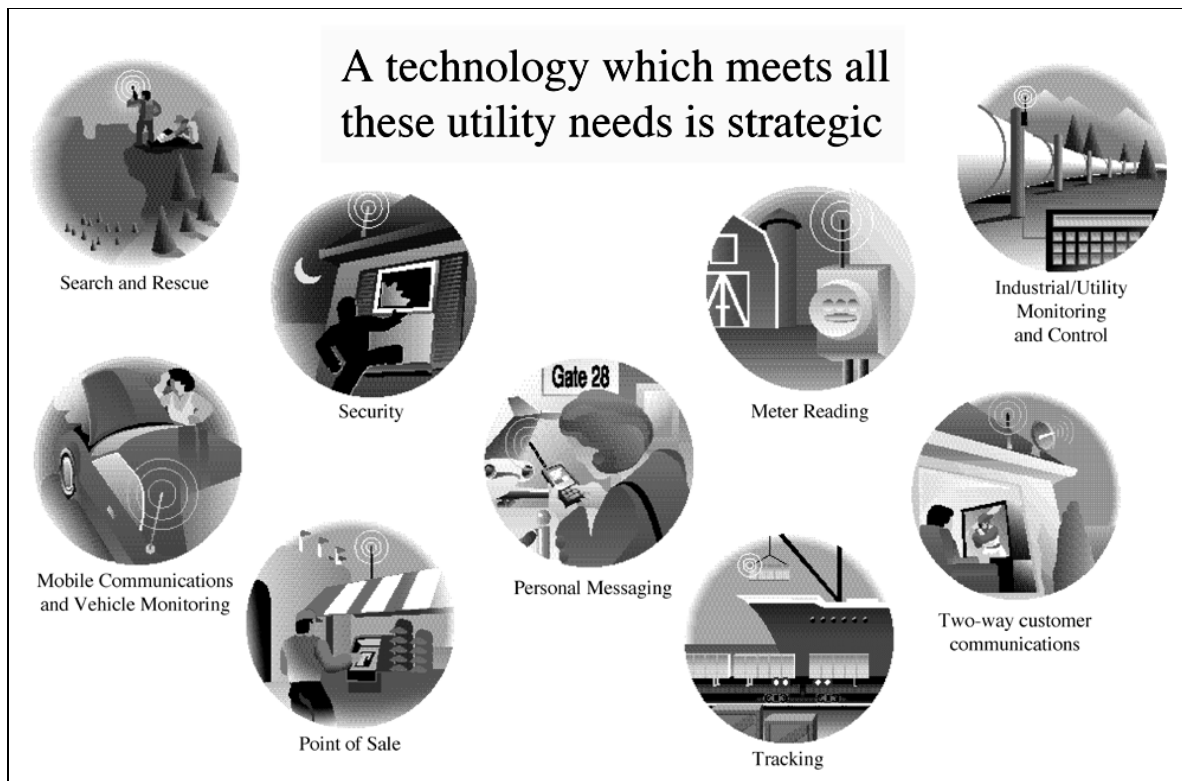 A technology which meets all
these utility needs is strategic
Search and Rescue
Security
Meter Reading
Industrial/Utility
Monitoring
and Control
Mobile Communications
and Vehicle Monitoring
Gate 28
Personal Messaging
Two-way customer
communications
Point of Sale
Tracking